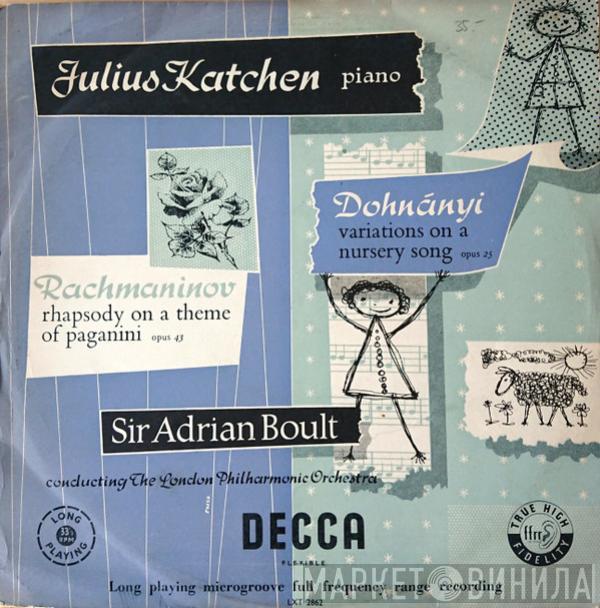 35.-
Julius Katchen piano
Dohnányi
variations on a
nursery song opus 25
Rachmaninov
rhapsody on a theme
of paganini opus 43
Sir Adrian Boult
conducting The London Philharmonic Orchestra
LONG
33⅓
RPM
PLAYING
DECCA
FLEXIBLE
TRUE HIGH
ffrr
FIDELITY
Long playing microgroove full frequency range recording
LXT 2862
МАРКЕТ ВИНИЛА